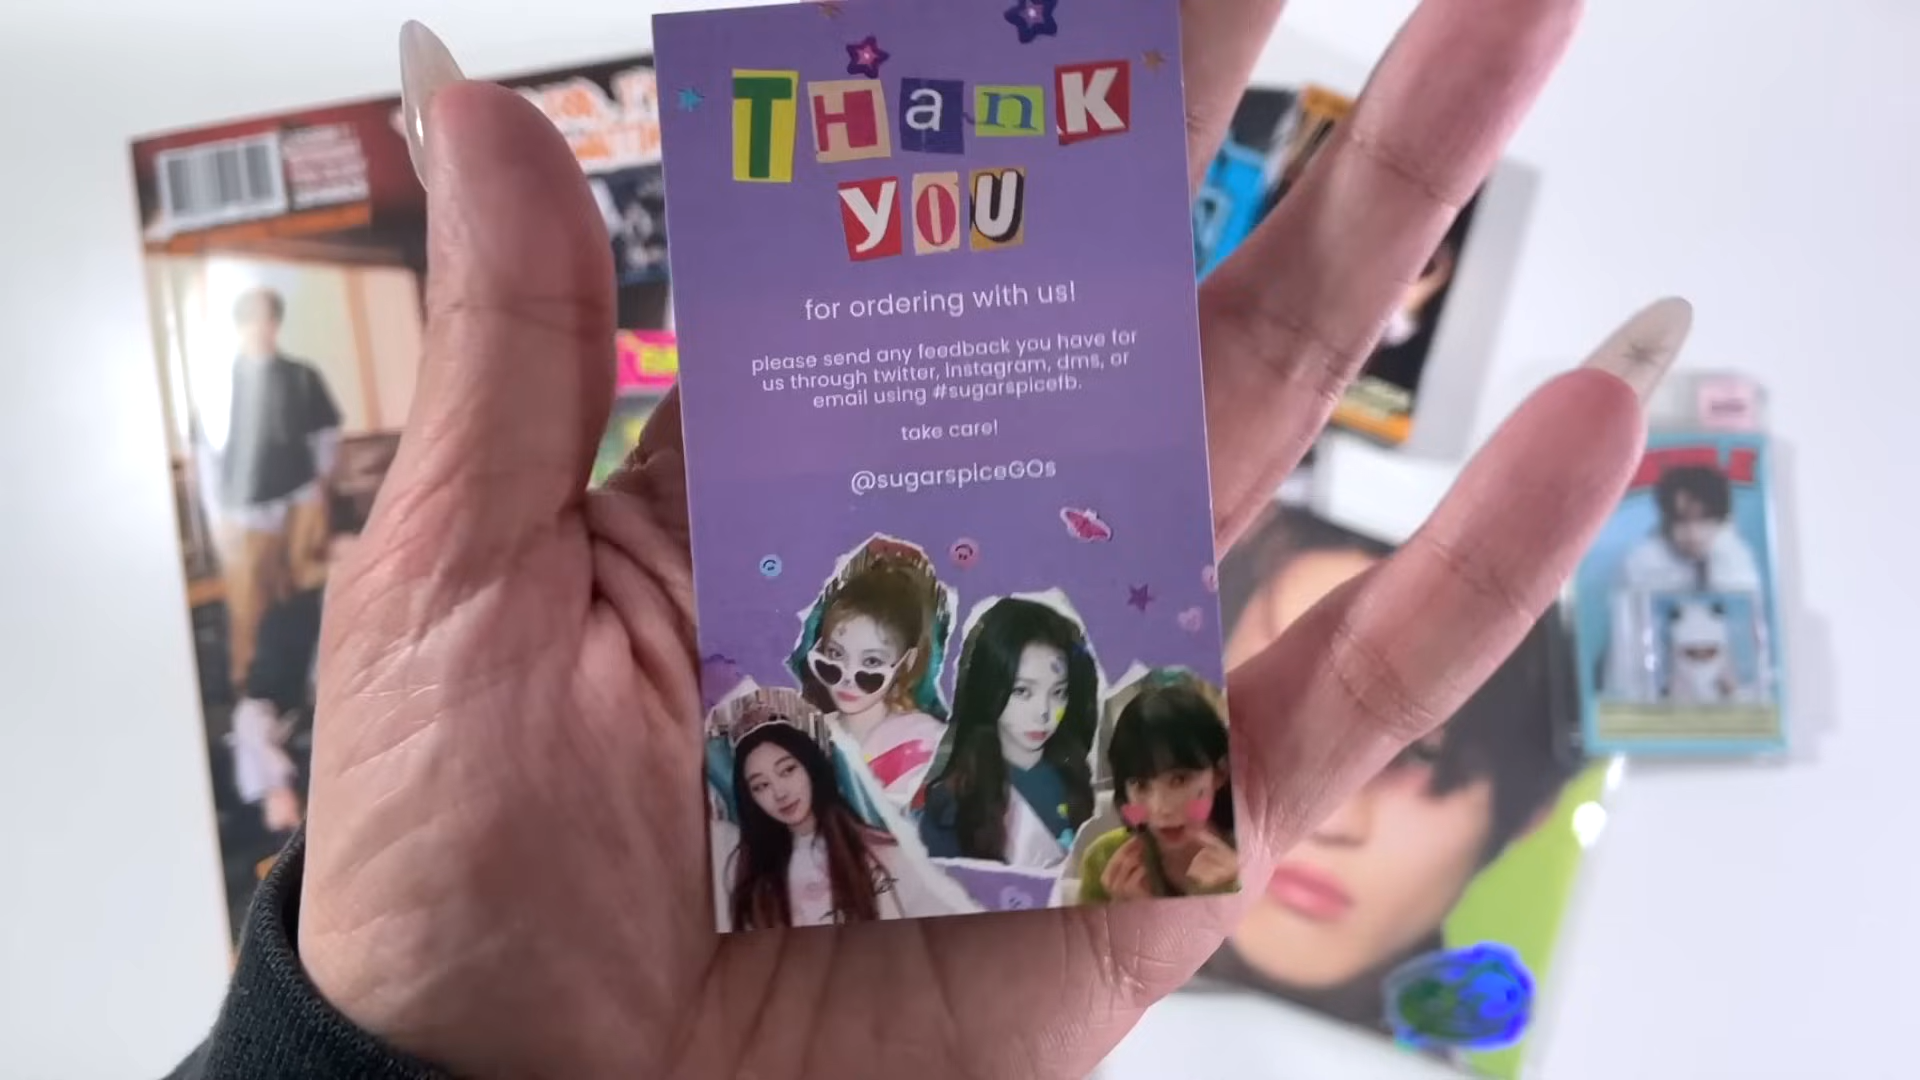 Thank
you
for ordering with us!
please send any feedback you have for
us through twitter, instagram, dms, or
email using #sugarspicefb.
take care!
@sugarspiceGOs